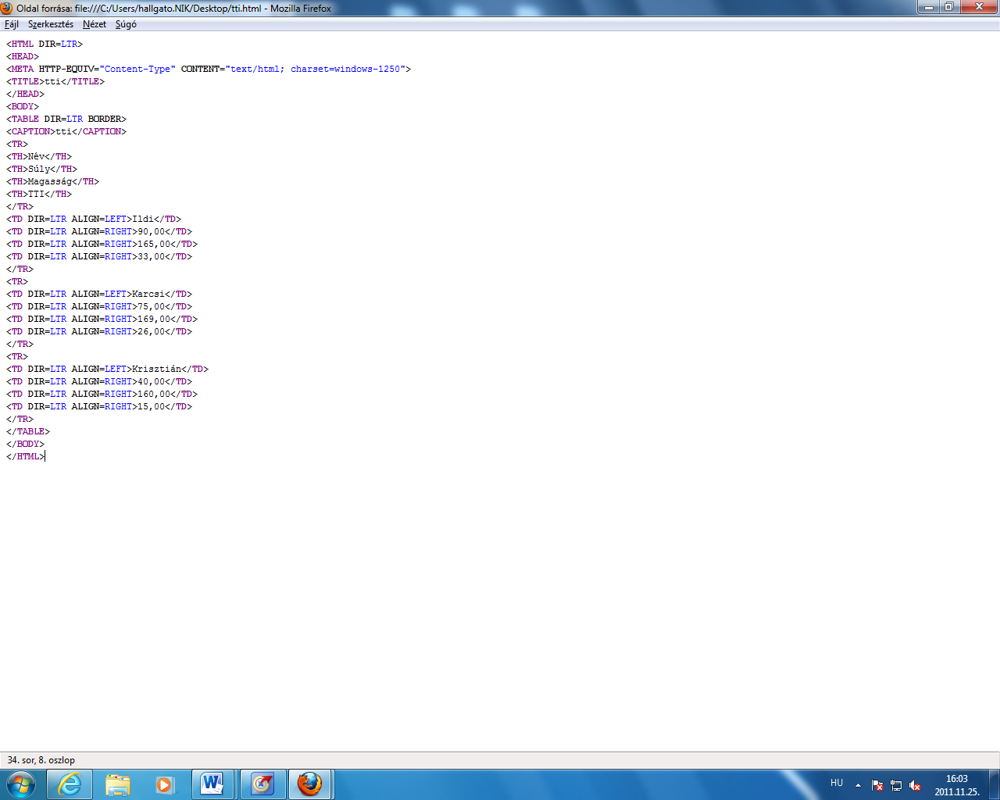 Oldal forrása: file:///C:/Users/hallgato.NIK/Desktop/tti.html - Mozilla Firefox
Fájl Szerkesztés Nézet Súgó
<HTML DIR=LTR>
<HEAD>
<META HTTP-EQUIV="Content-Type" CONTENT="text/html; charset=windows-1250">
<TITLE>tti</TITLE>
</HEAD>
<BODY>
<TABLE DIR=LTR BORDER>
<CAPTION>tti</CAPTION>
<TR>
<TH>Név</TH>
<TH>Súly</TH>
<TH>Magasság</TH>
<TH>TTI</TH>
</TR>
<TD DIR=LTR ALIGN=LEFT>Ildi</TD>
<TD DIR=LTR ALIGN=RIGHT>90,00</TD>
<TD DIR=LTR ALIGN=RIGHT>165,00</TD>
<TD DIR=LTR ALIGN=RIGHT>33,00</TD>
</TR>
<TR>
<TD DIR=LTR ALIGN=LEFT>Karcsi</TD>
<TD DIR=LTR ALIGN=RIGHT>75,00</TD>
<TD DIR=LTR ALIGN=RIGHT>169,00</TD>
<TD DIR=LTR ALIGN=RIGHT>26,00</TD>
</TR>
<TR>
<TD DIR=LTR ALIGN=LEFT>Krisztián</TD>
<TD DIR=LTR ALIGN=RIGHT>40,00</TD>
<TD DIR=LTR ALIGN=RIGHT>160,00</TD>
<TD DIR=LTR ALIGN=RIGHT>15,00</TD>
</TR>
</TABLE>
</BODY>
</HTML>
34. sor, 8. oszlop
HU
16:03
2011.11.25.